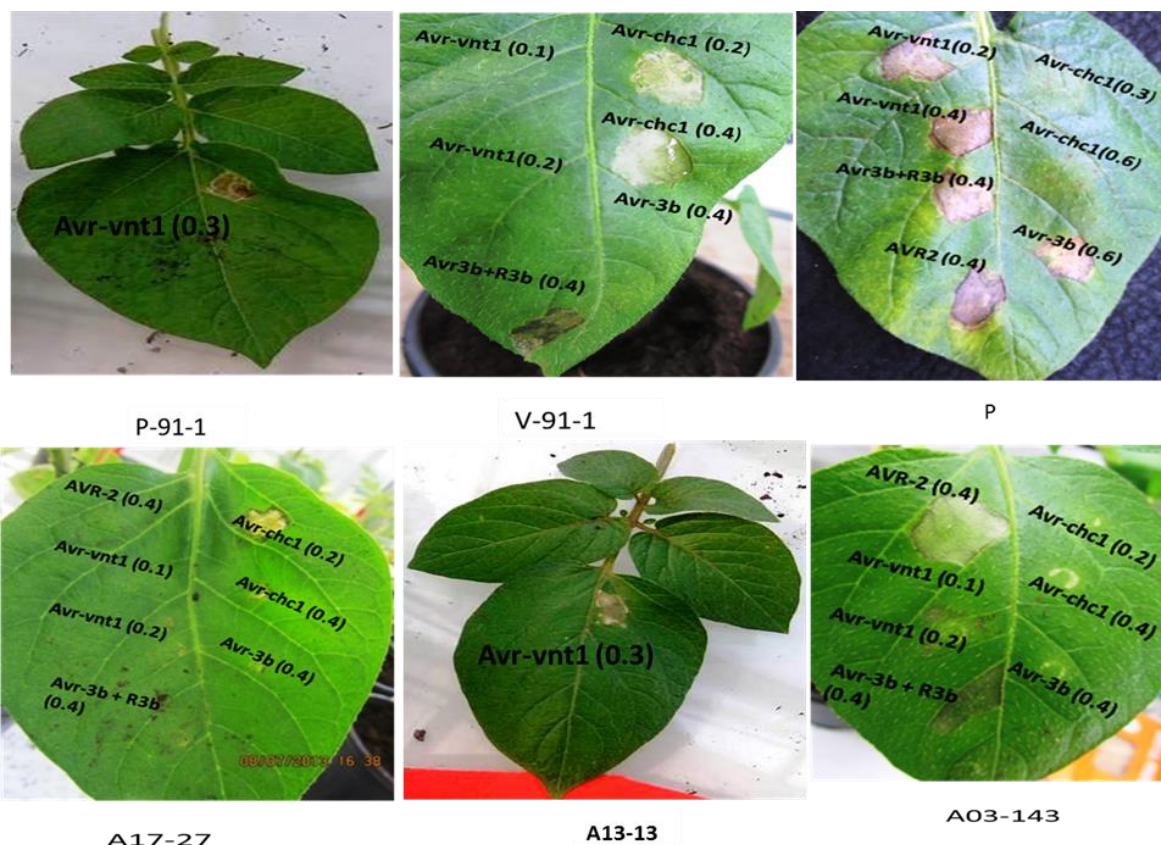 Avr-vnt1 (0.3)
P-91-1
Avr-vnt1 (0.1)
Avr-chc1 (0.2)
Avr-chc1 (0.4)
Avr-vnt1(0.2)
Avr-3b (0.4)
Avr3b+R3b (0.4)
V-91-1
Avr-vnt1(0.2)
Avr-chc1(0.3)
Avr-vnt1(0.4)
Avr-chc1(0.6)
Avr3b+R3b (0.4)
AVR2 (0.4)
Avr-3b (0.6)
P
AVR-2 (0.4)
Avr-chc1 (0.2)
Avr-vnt1 (0.1)
Avr-chc1 (0.4)
Avr-vnt1 (0.2)
Avr-3b (0.4)
Avr-3b + R3b
(0.4)
08/07/2013 16 38
A17-27
Avr-vnt1 (0.3)
A13-13
AVR-2 (0.4)
Avr-chc1 (0.2)
Avr-vnt1 (0.1)
Avr-chc1 (0.4)
Avr-vnt1 (0.2)
Avr-3b + R3b
(0.4)
Avr-3b (0.4)
A03-143